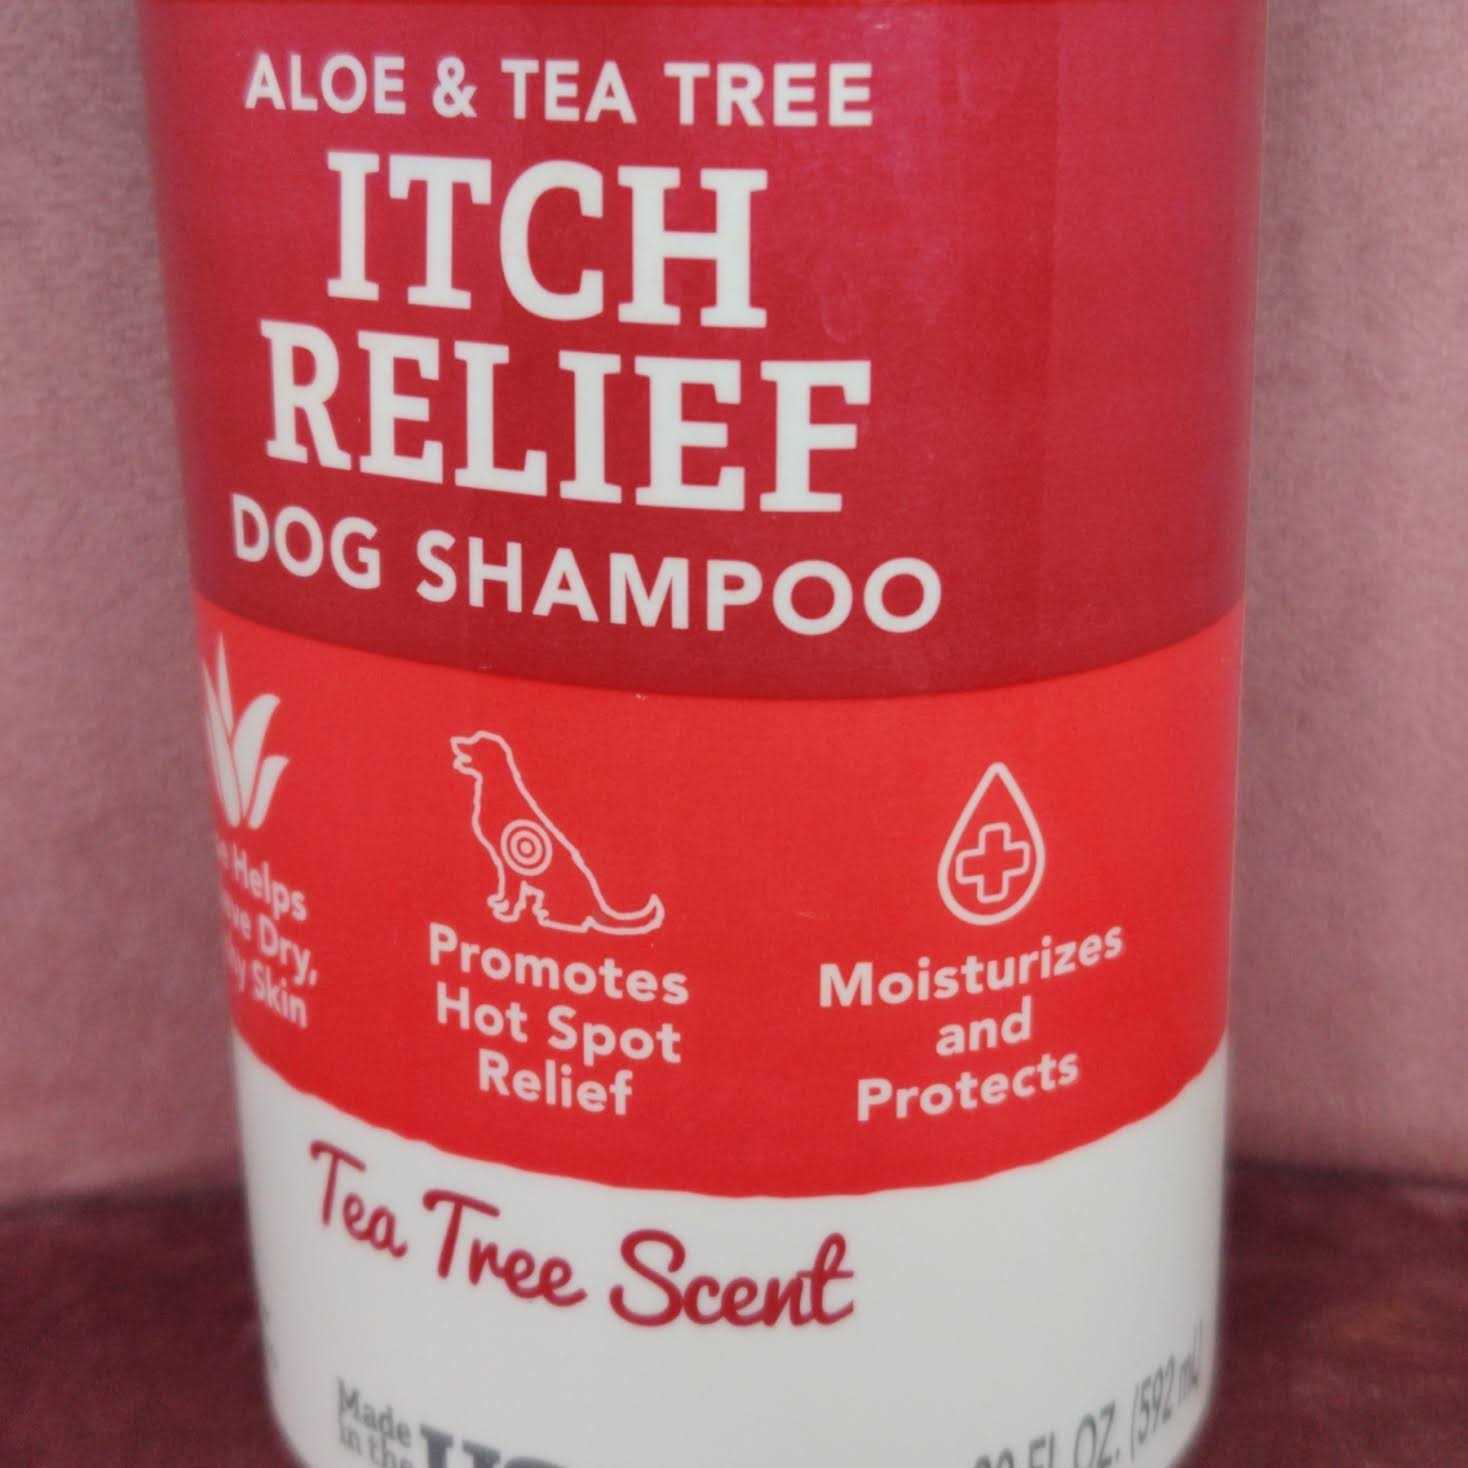 ALOE & TEA TREE
ITCH
RELIEF
DOG SHAMPOO
Helps
Dry,
Skin
Promotes
Hot Spot
Relief
Moisturizes
and
Protects
Tea Tree Scent
Made
in the
FL OZ. (592 mL)